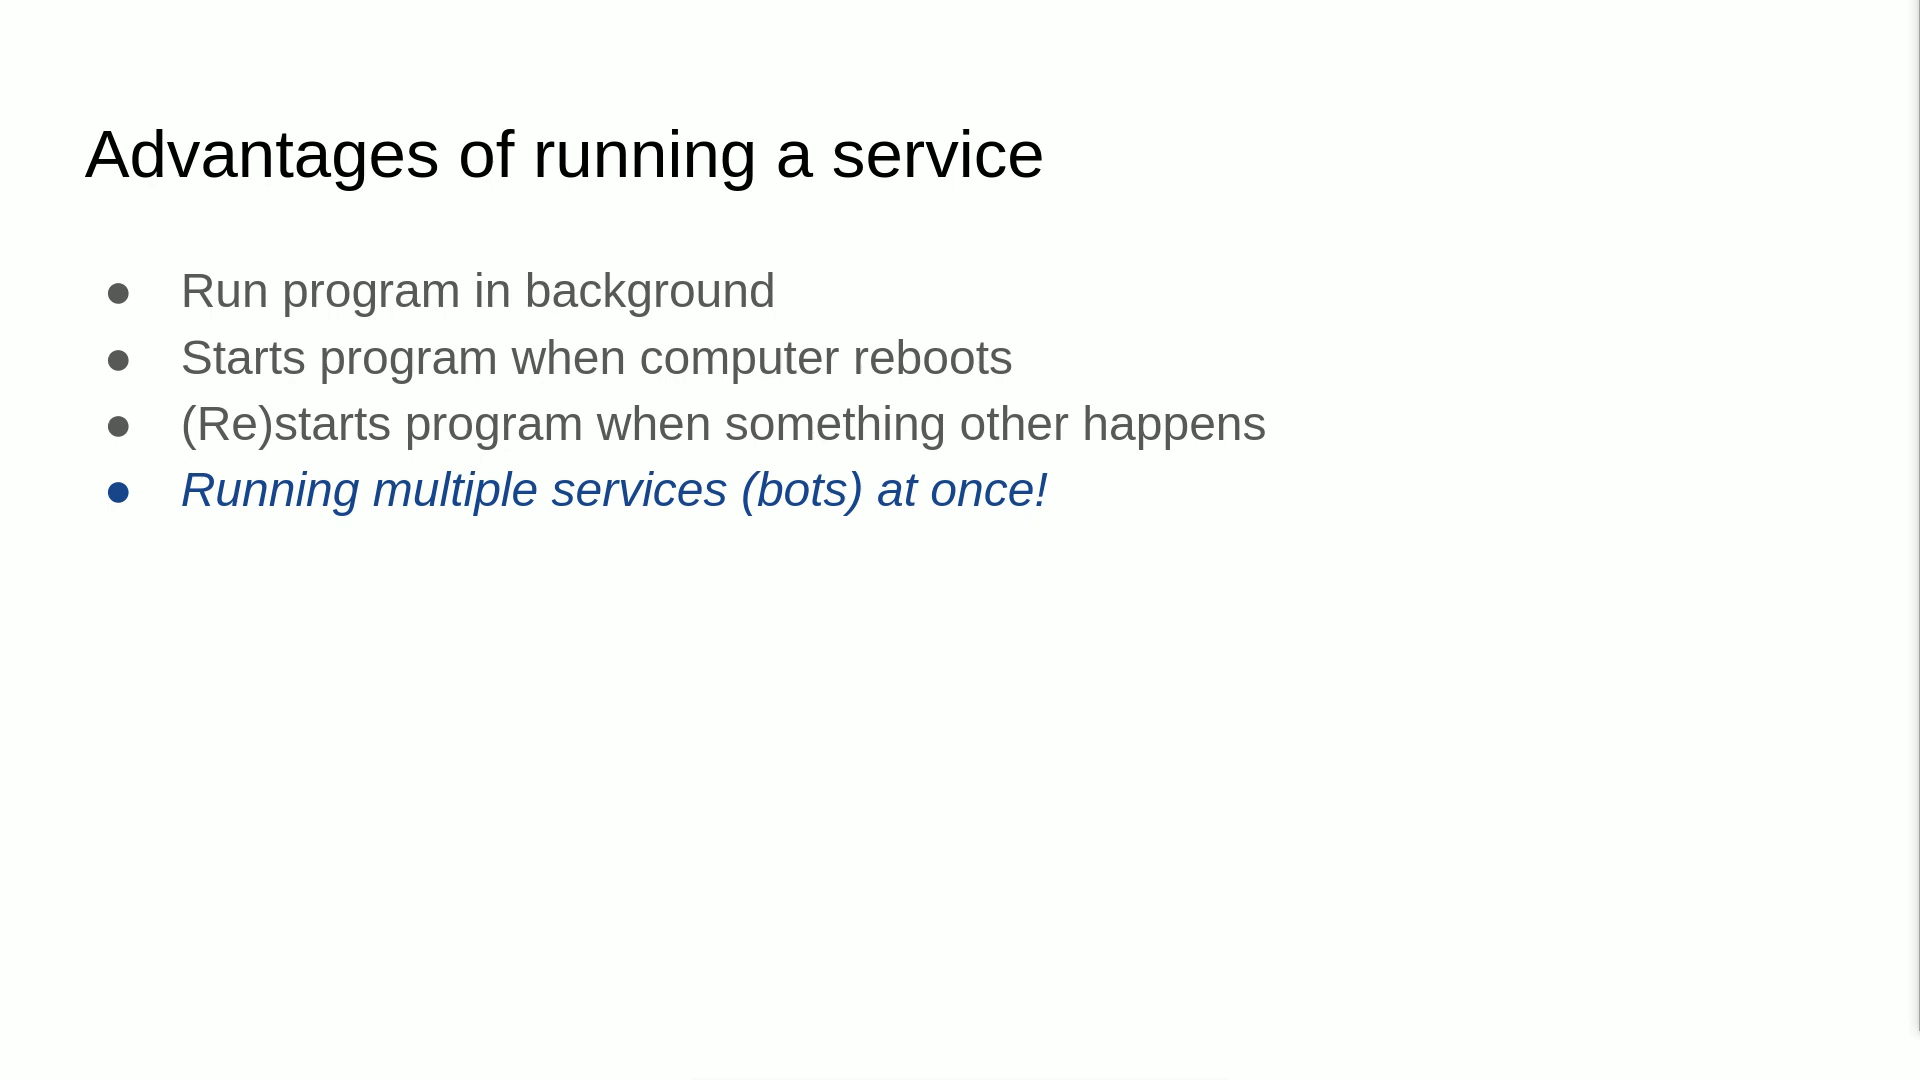 Advantages of running a service
● Run program in background
● Starts program when computer reboots
● (Re)starts program when something other happens
● Running multiple services (bots) at once!